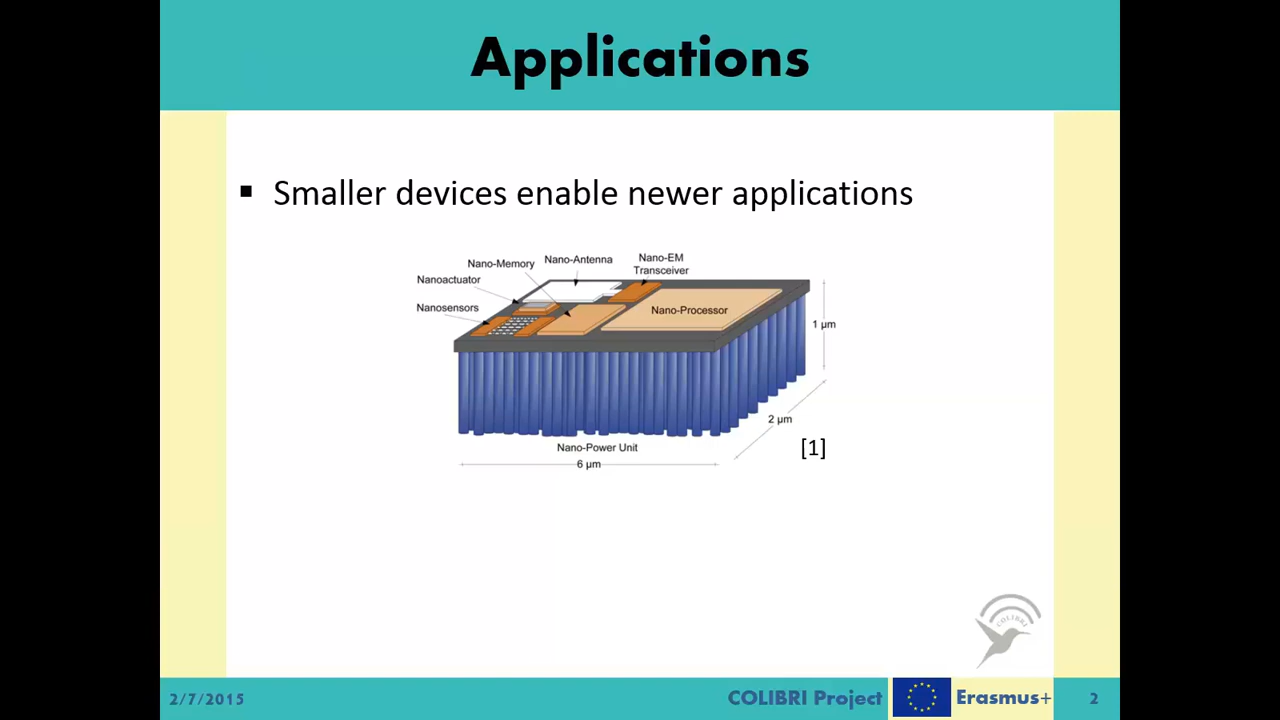 Applications
▪ Smaller devices enable newer applications
Nano-Memory
Nano-Antenna
Nano-EM
Transceiver
Nanoactuator
Nanosensors
Nano-Processor
1 µm
2 µm
Nano-Power Unit
6 µm
[1]
COLIBRI
2/7/2015
COLIBRI Project
Erasmus+
2